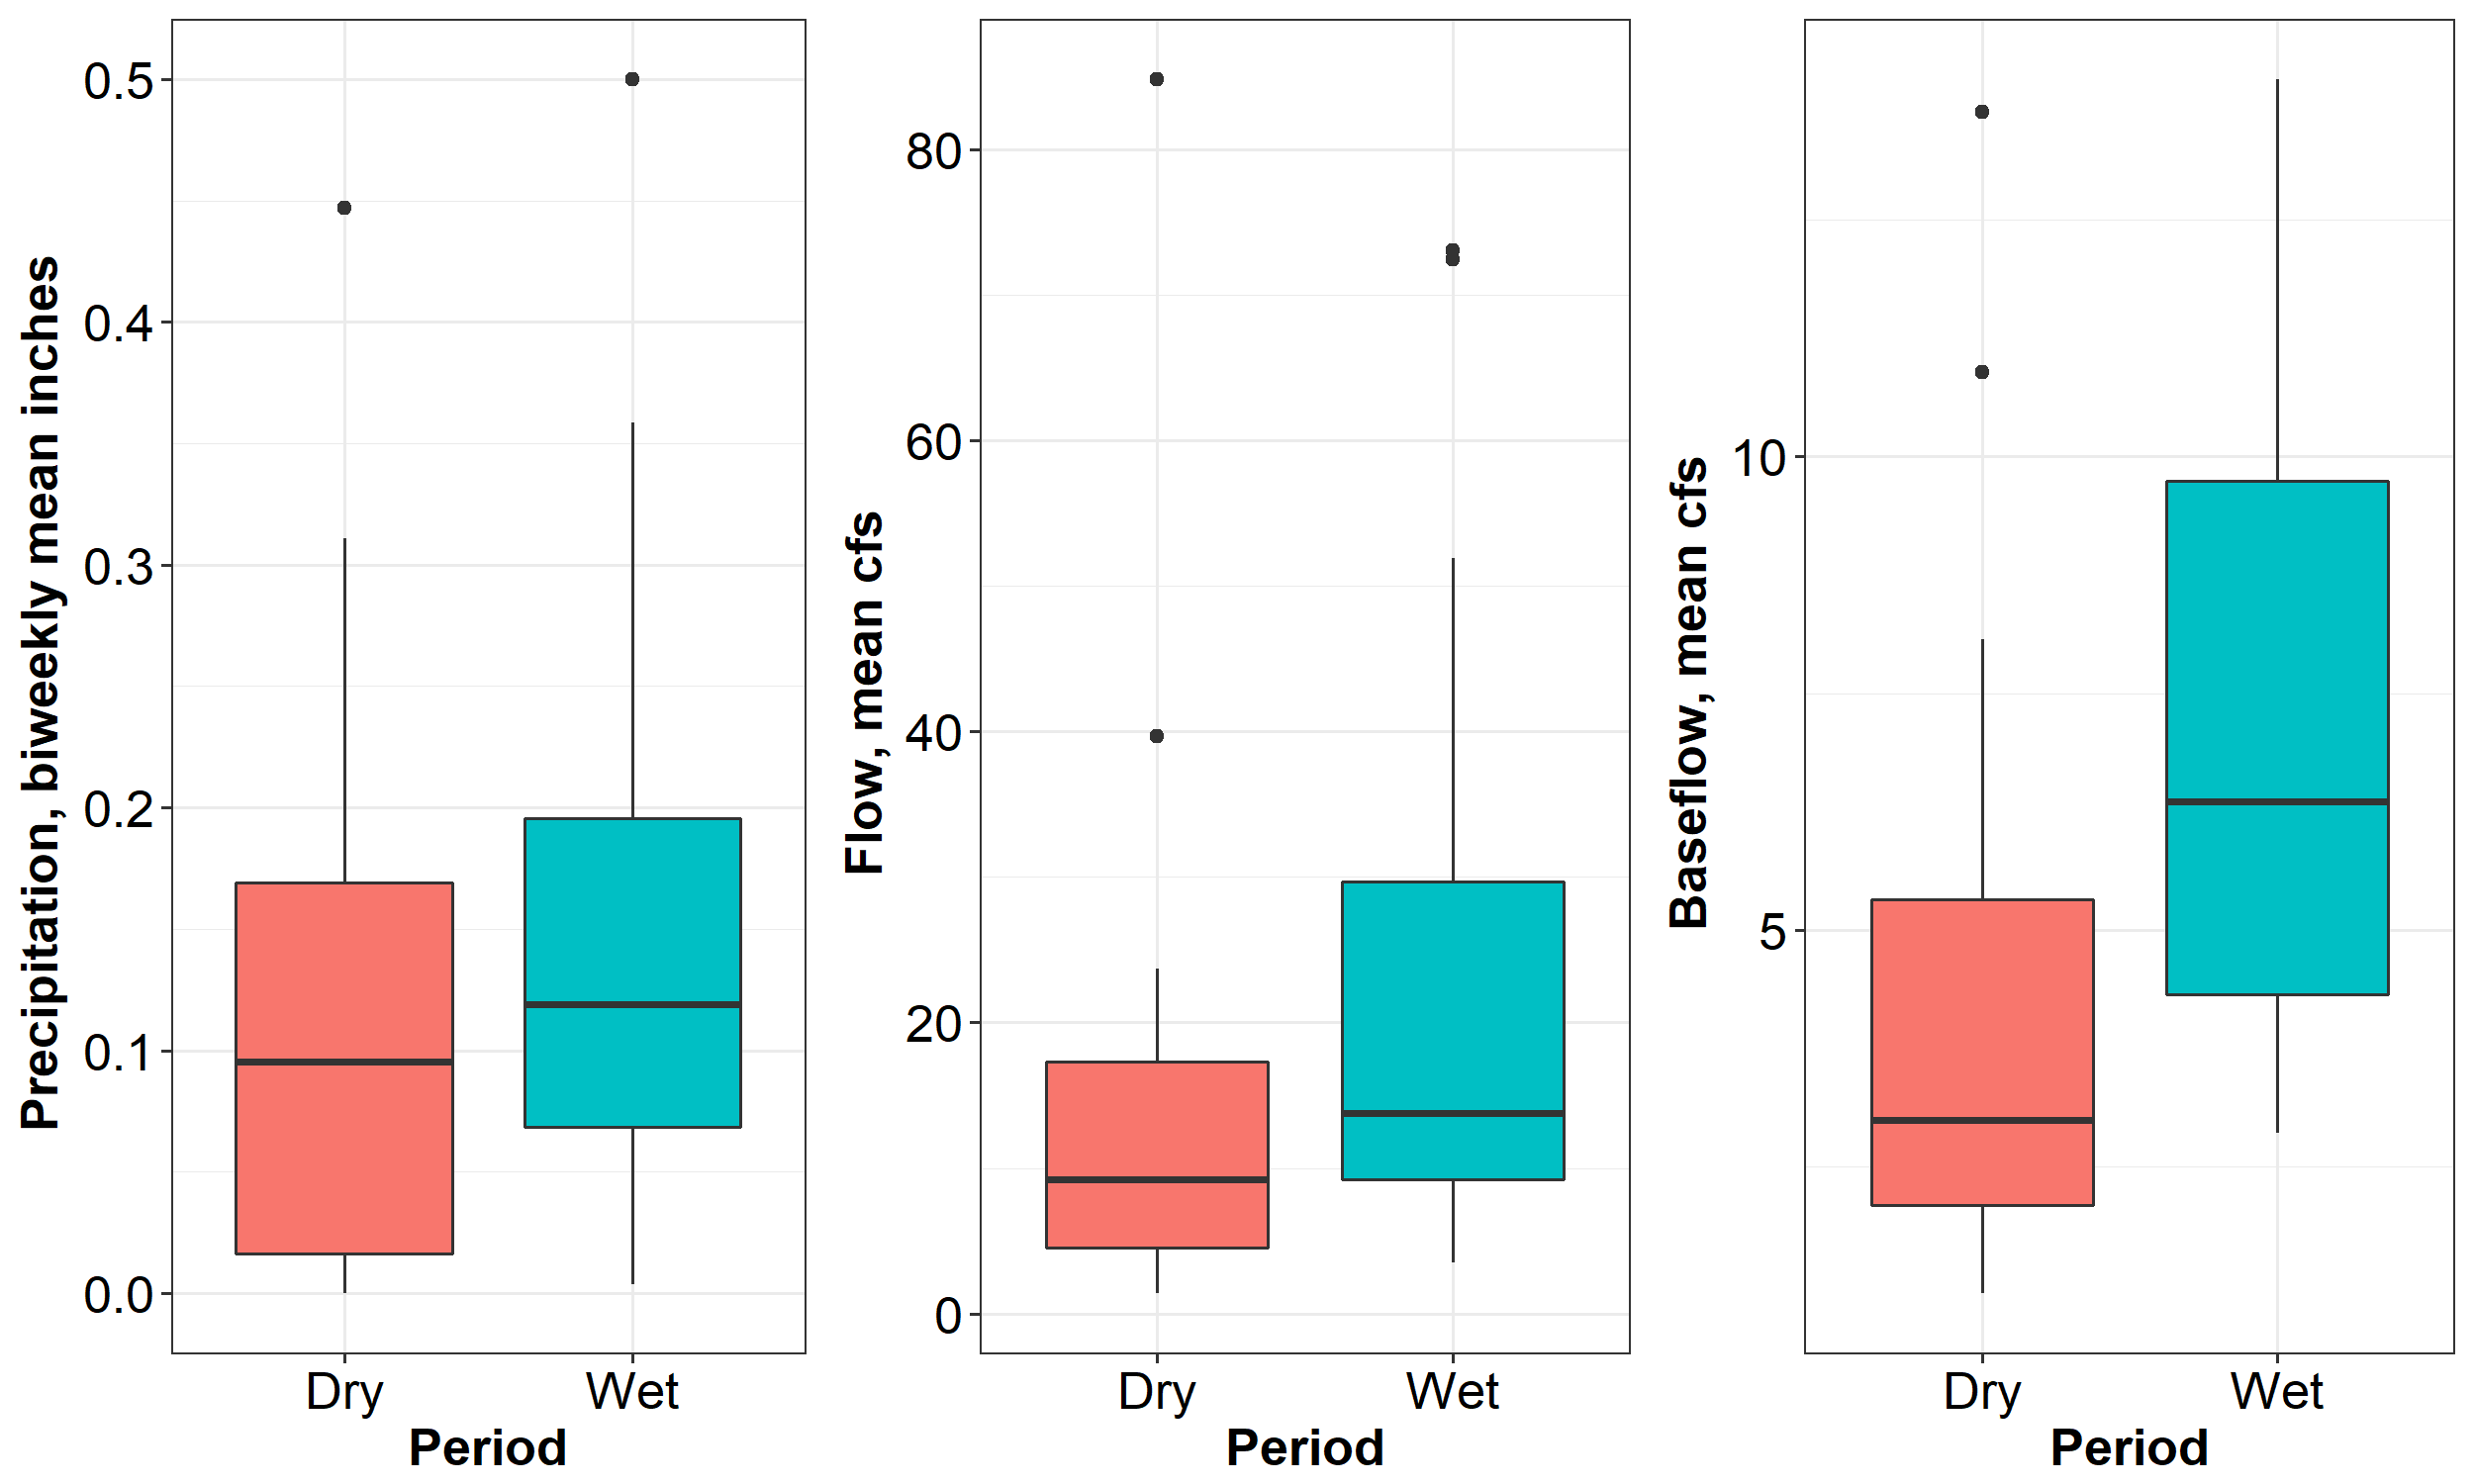 Precipitation, biweekly mean inches
0.5
0.4
0.3
0.2
0.1
0.0
Dry Wet
Period
Flow, mean cfs
80
60
40
20
0
Dry Wet
Period
Baseflow, mean cfs
10
5
Dry Wet
Period